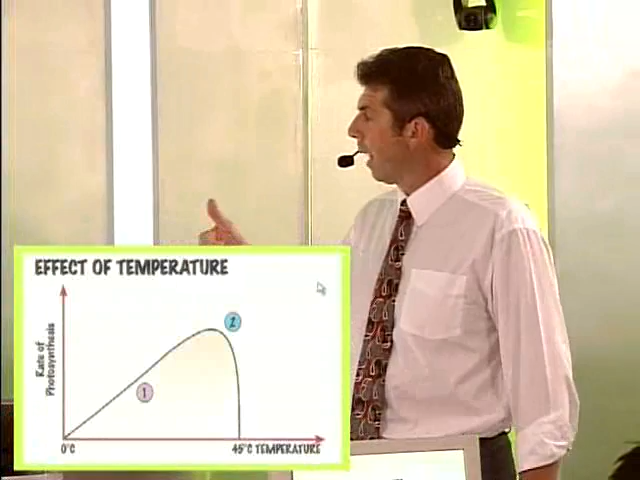 EFFECT OF TEMPERATURE
Rate of
Photosynthesis
2
1
0°C
45°C TEMPERATURE